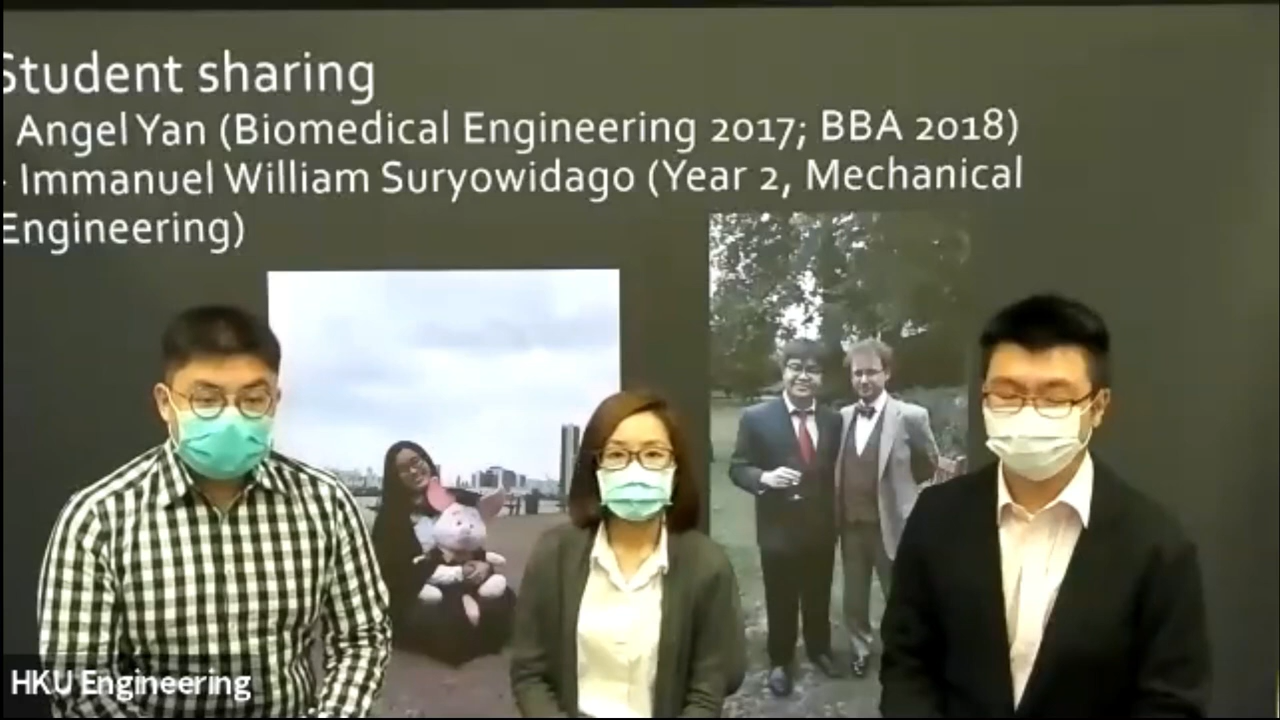 Student sharing
Angel Yan (Biomedical Engineering 2017; BBA 2018)
- Immanuel William Suryowidago (Year 2, Mechanical
Engineering)
HKU Engineering